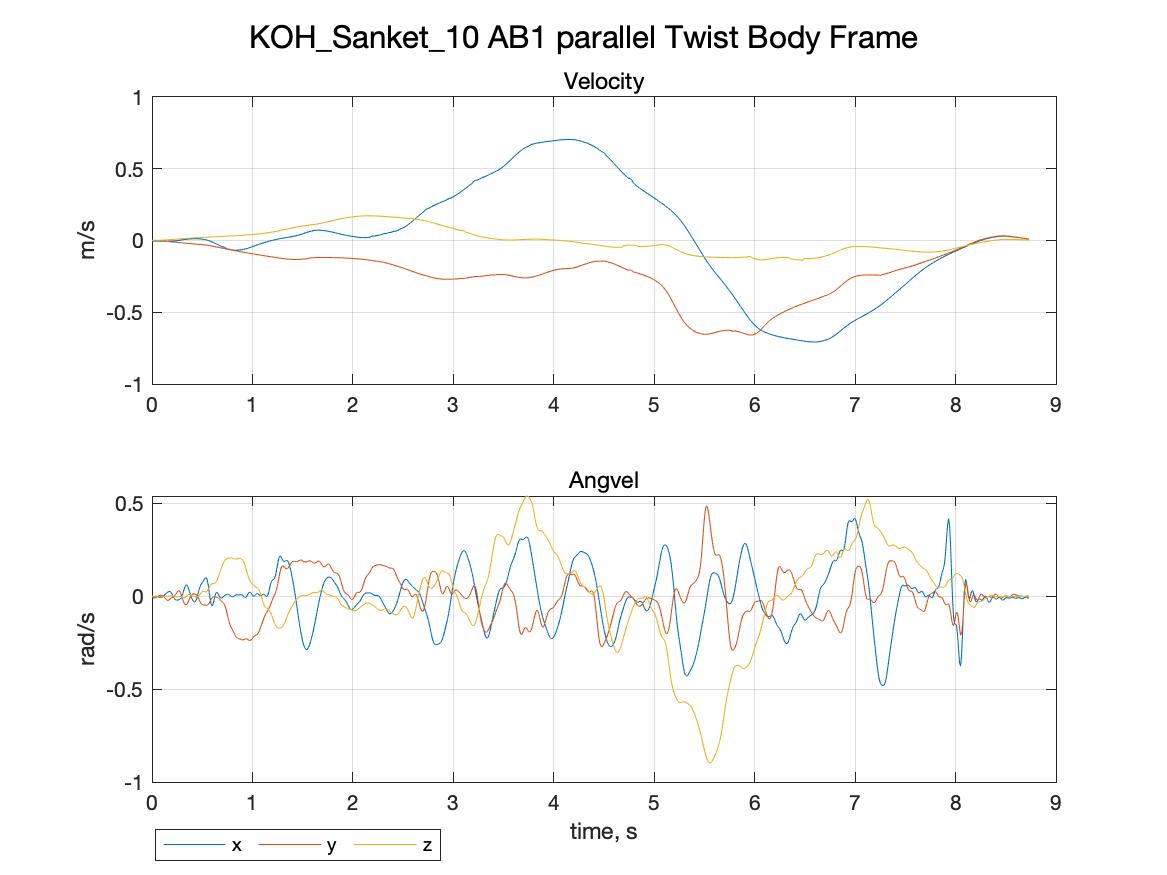 KOH_Sanket_10 AB1 parallel Twist Body Frame
Velocity
1
0.5
0
-0.5
-1
m/s
0 1 2 3 4 5 6 7 8 9
Angvel
0.5
0
-0.5
-1
rad/s
0 1 2 3 4 5 6 7 8 9
time, s
x y z